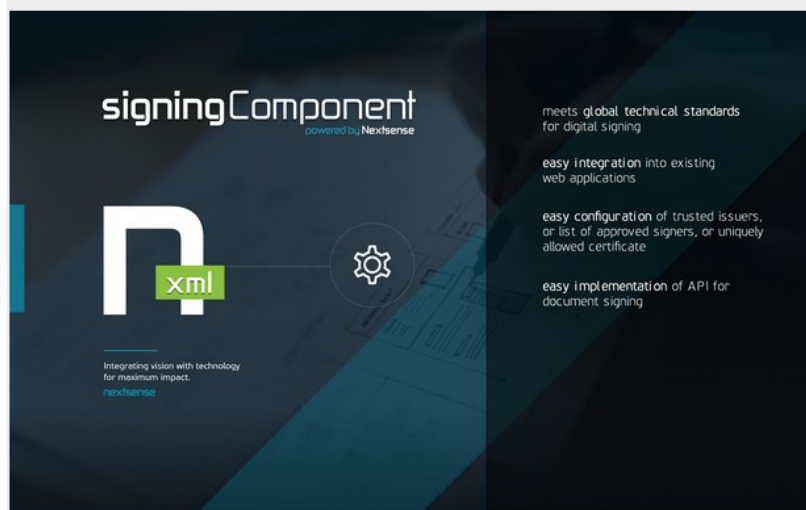 signingComponent
powered by Nextsense
n
xml
Integrating vision with technology
for maximum impact.
nextsense
meets global technical standards
for digital signing
easy integration into existing
web applications
easy configuration of trusted issuers,
or list of approved signers, or uniquely
allowed certificate
easy implementation of API for
document signing